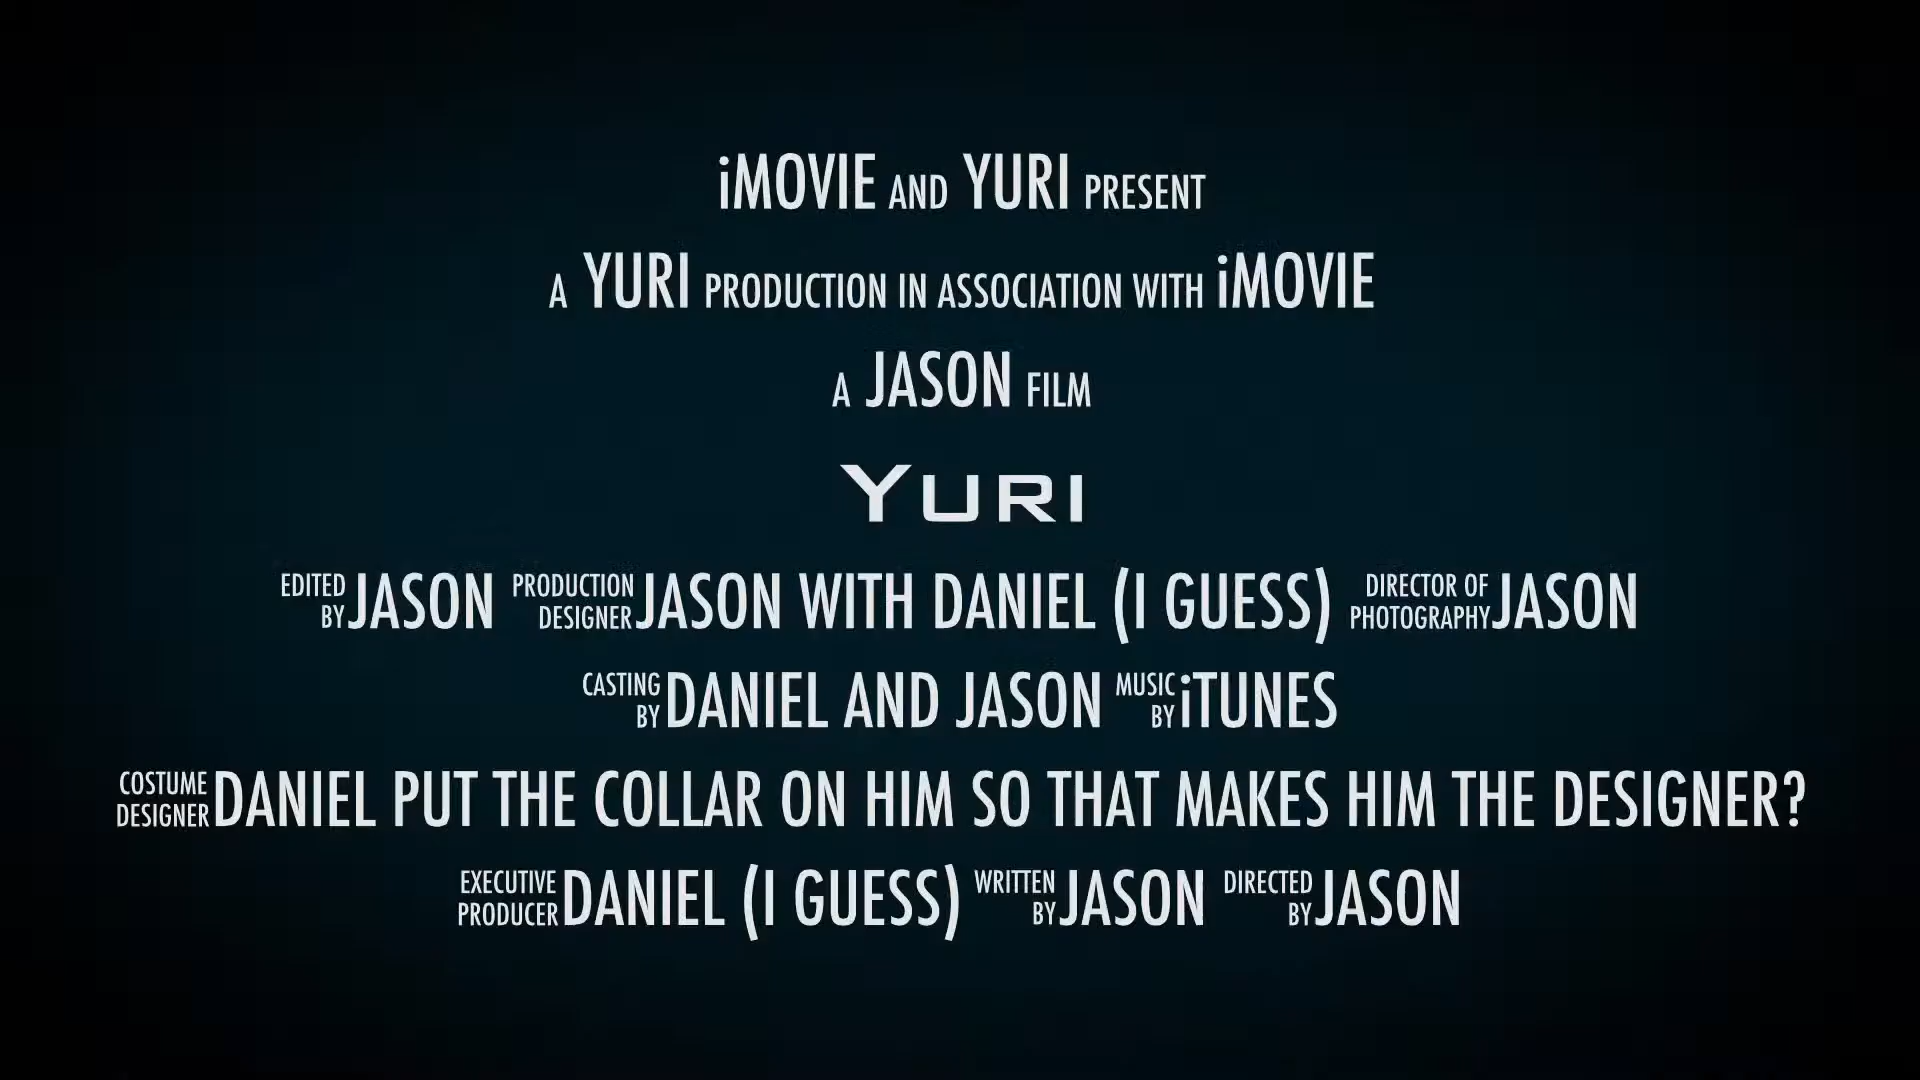 iMOVIE AND YURI PRESENT
A YURI PRODUCTION IN ASSOCIATION WITH iMOVIE
A JASON FILM
YURI
EDITED BY JASON PRODUCTION DESIGNER JASON WITH DANIEL (I GUESS) DIRECTOR OF PHOTOGRAPHY JASON
CASTING BY DANIEL AND JASON MUSIC BY iTUNES
COSTUME DESIGNER DANIEL PUT THE COLLAR ON HIM SO THAT MAKES HIM THE DESIGNER?
EXECUTIVE PRODUCER DANIEL (I GUESS) WRITTEN BY JASON DIRECTED BY JASON